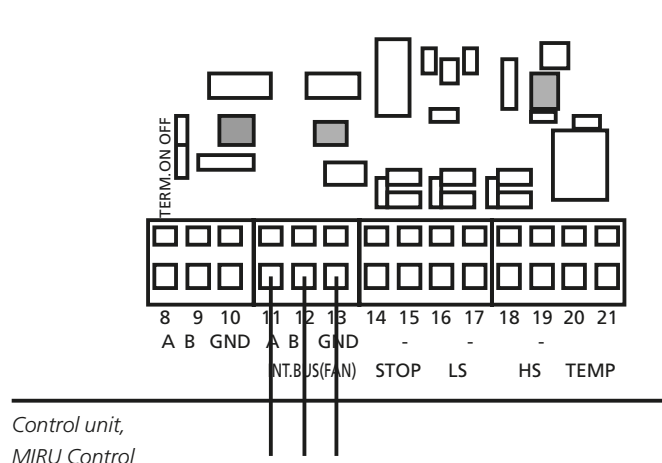 TERM.ON OFF
8 9 10 11 12 13 14 15 16 17 18 19 20 21
A B GND A B GND - - -
INT.BUS(FAN) STOP LS HS TEMP
Control unit,
MIRU Control